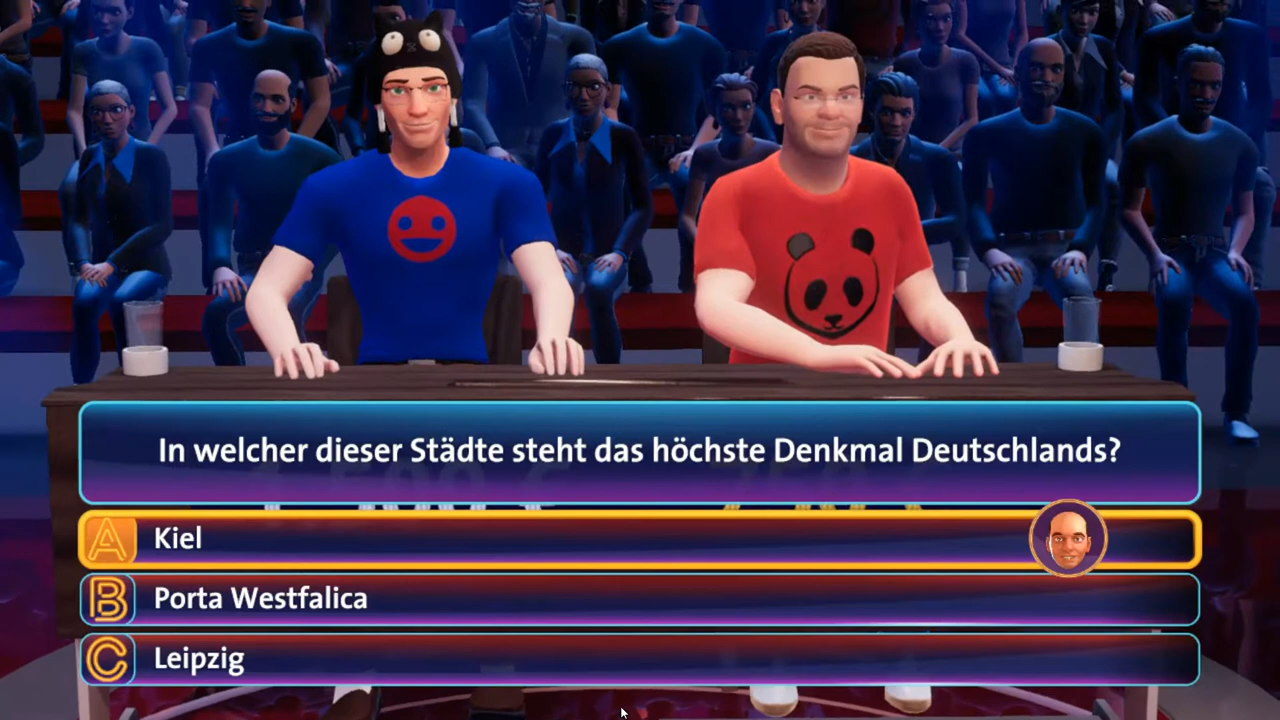 In welcher dieser Städte steht das höchste Denkmal Deutschlands?
A Kiel
B Porta Westfalica
C Leipzig